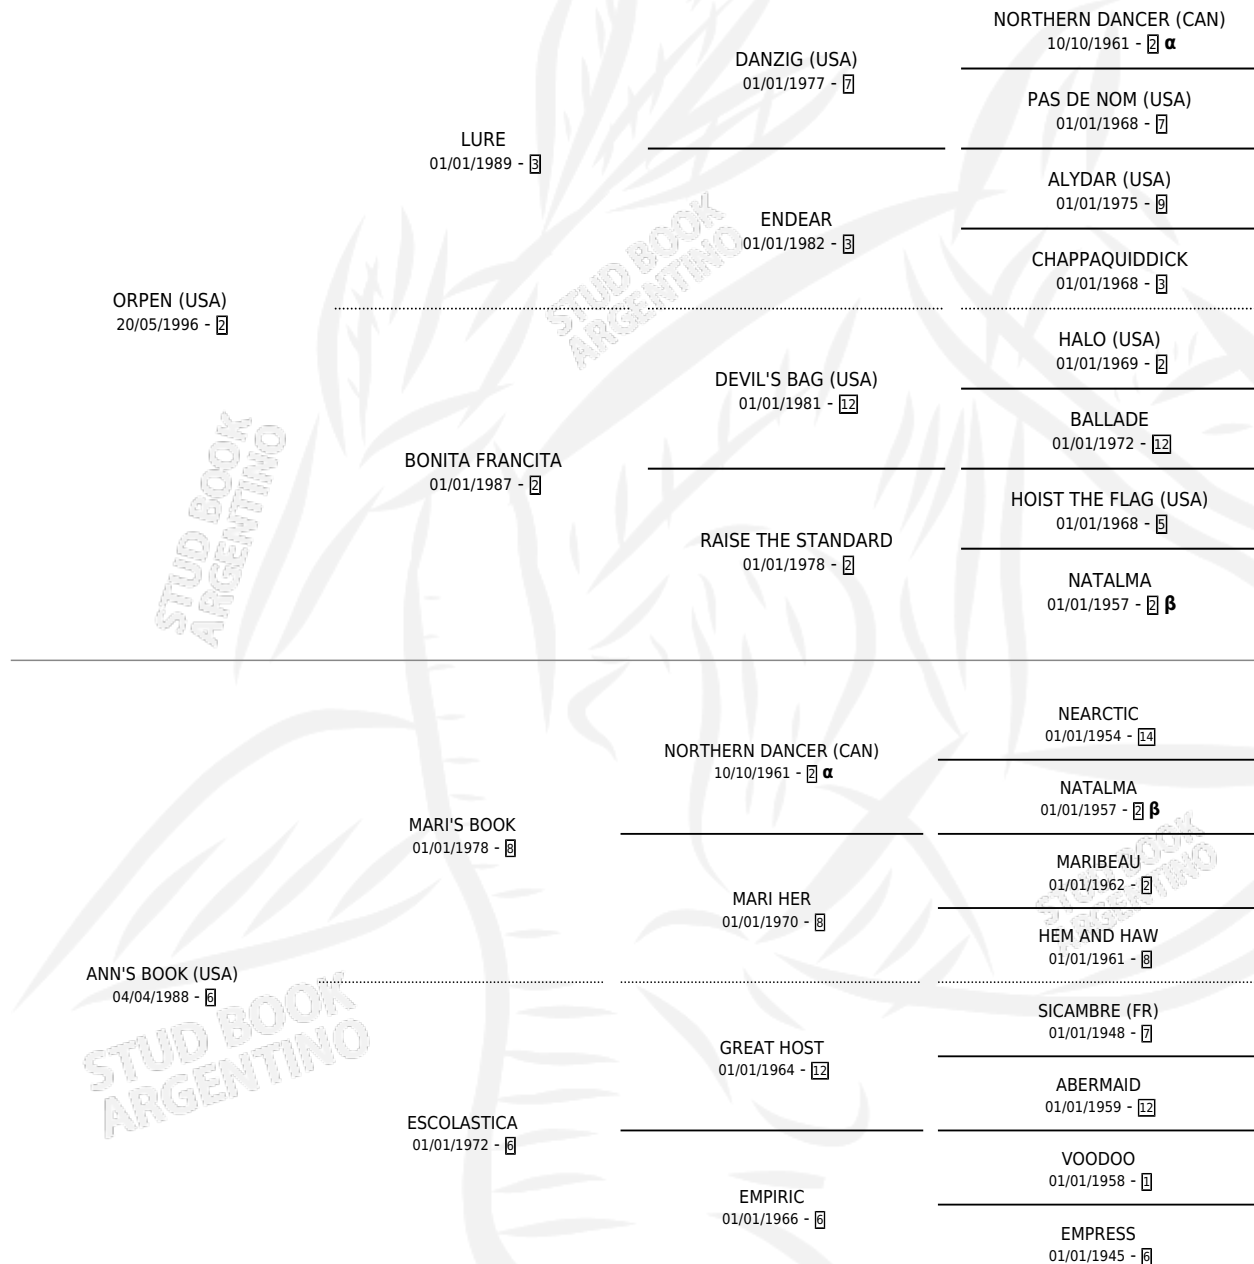 NORTHERN DANCER (CAN)
10/10/1961 - 2 α
DANZIG (USA)
01/01/1977 - 7
PAS DE NOM (USA)
01/01/1968 - 7
LURE
01/01/1989 - 3
ALYDAR (USA)
01/01/1975 - 9
ENDEAR
01/01/1982 - 3
CHAPPAQUIDDICK
01/01/1968 - 3
STUD BOOK
ARGENTINO
ORPEN (USA)
20/05/1996 - 2
HALO (USA)
01/01/1969 - 2
DEVIL'S BAG (USA)
01/01/1981 - 12
BALLADE
01/01/1972 - 12
BONITA FRANCITA
01/01/1987 - 2
HOIST THE FLAG (USA)
01/01/1968 - 5
STUD BOOK
ARGENTINO
RAISE THE STANDARD
01/01/1978 - 2
NATALMA
01/01/1957 - 2 β
NEARCTIC
01/01/1954 - 14
NORTHERN DANCER (CAN)
10/10/1961 - 2 α
NATALMA
01/01/1957 - 2 β
MARI'S BOOK
01/01/1978 - 8
MARIBEAU
01/01/1962 - 2
STUD BOOK
ARGENTINO
MARI HER
01/01/1970 - 8
HEM AND HAW
01/01/1961 - 8
ANN'S BOOK (USA)
04/04/1988 - 6
SICAMBRE (FR)
01/01/1948 - 7
STUD BOOK
ARGENTINO
GREAT HOST
01/01/1964 - 12
ABERMAID
01/01/1959 - 12
ESCOLASTICA
01/01/1972 - 6
VOODOO
01/01/1958 - 1
EMPIRIC
01/01/1966 - 6
EMPRESS
01/01/1945 - 6